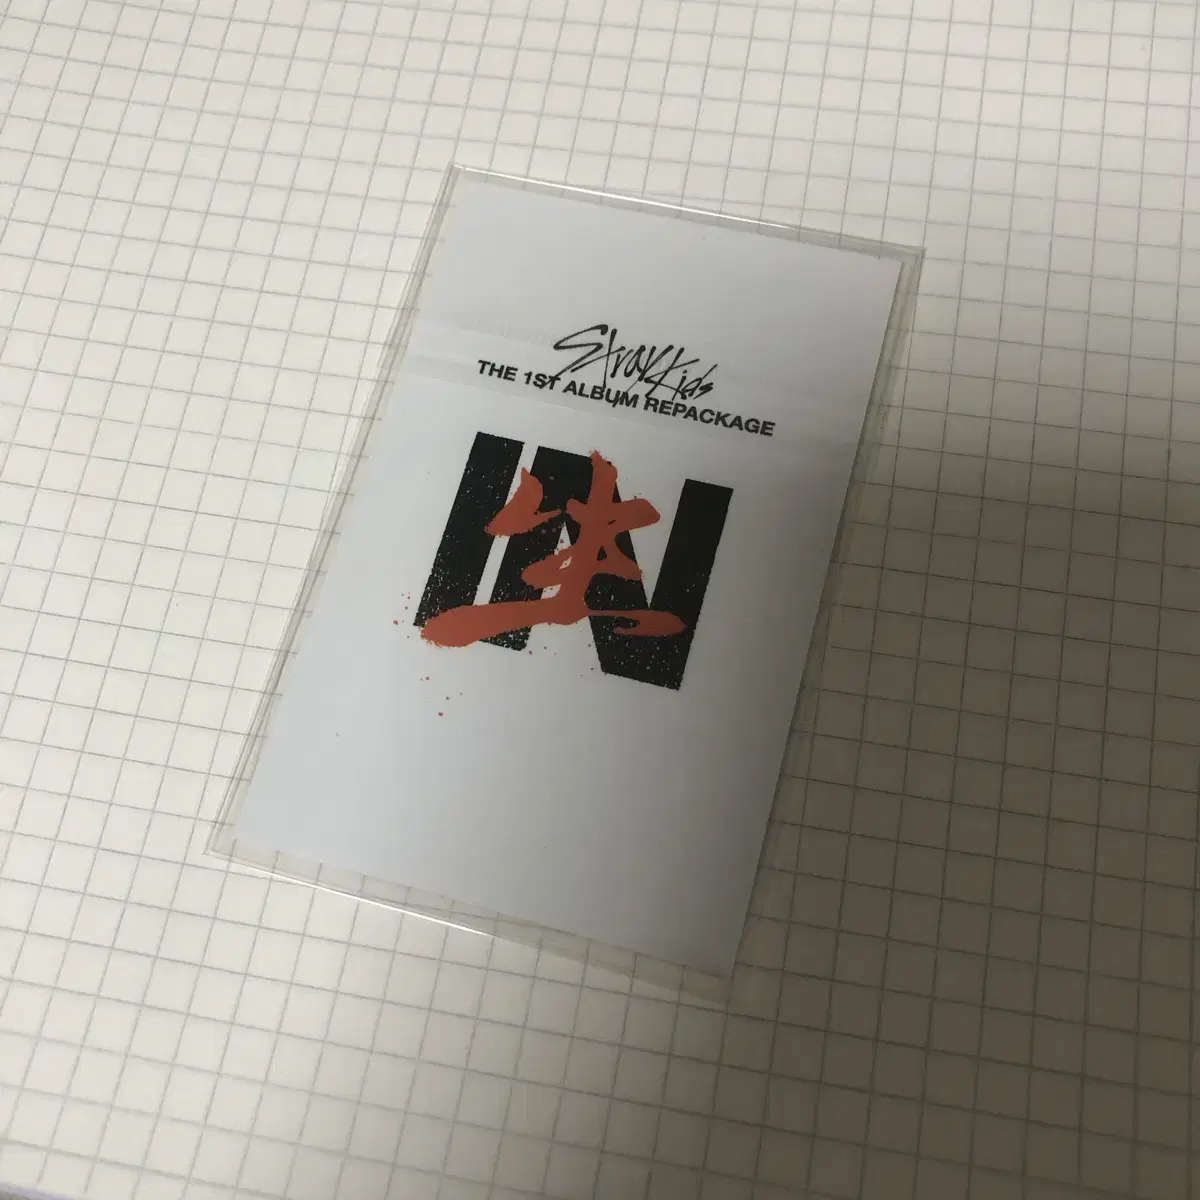 Stray Kids
THE 1ST ALBUM REPACKAGE
IN生